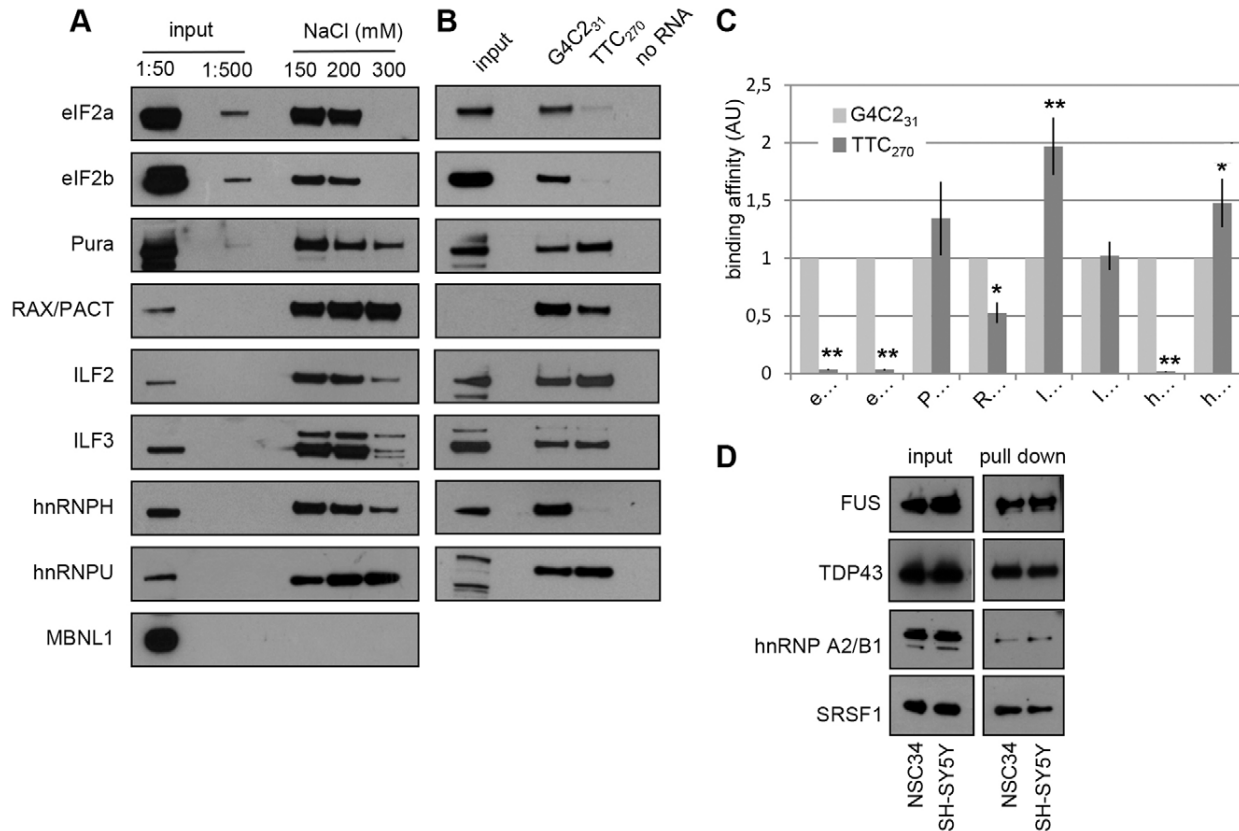 A
input
NaCl (mM)
1:50 1:500 150 200 300
eIF2a
eIF2b
Pura
RAX/PACT
ILF2
ILF3
hnRNPH
hnRNPU
MBNL1
B
input
G4C2₃₁
TTC₂₇₀
no RNA
C
binding affinity (AU)
2,5
2
1,5
1
0,5
0
G4C2₃₁
TTC₂₇₀
** ** * ** ** *
e... e... P... R... I... I... h... h...
D
input pull down
FUS
TDP43
hnRNP A2/B1
SRSF1
NSC34
SH-SY5Y
NSC34
SH-SY5Y